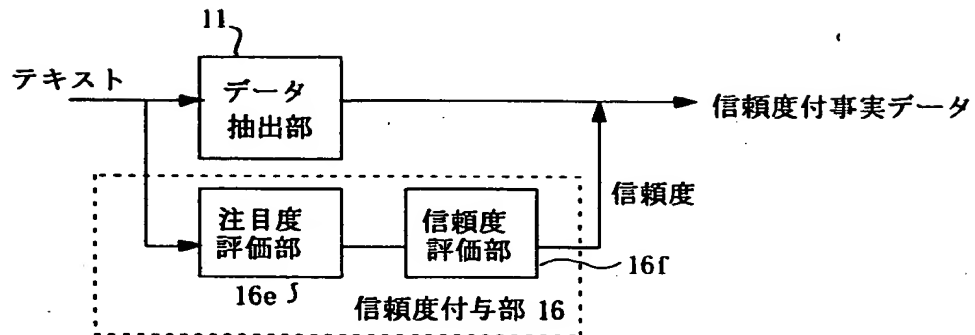 11
テキスト
データ
抽出部
信頼度付事実データ
注目度
評価部
信頼度
評価部
信頼度
16e
16f
信頼度付与部 16